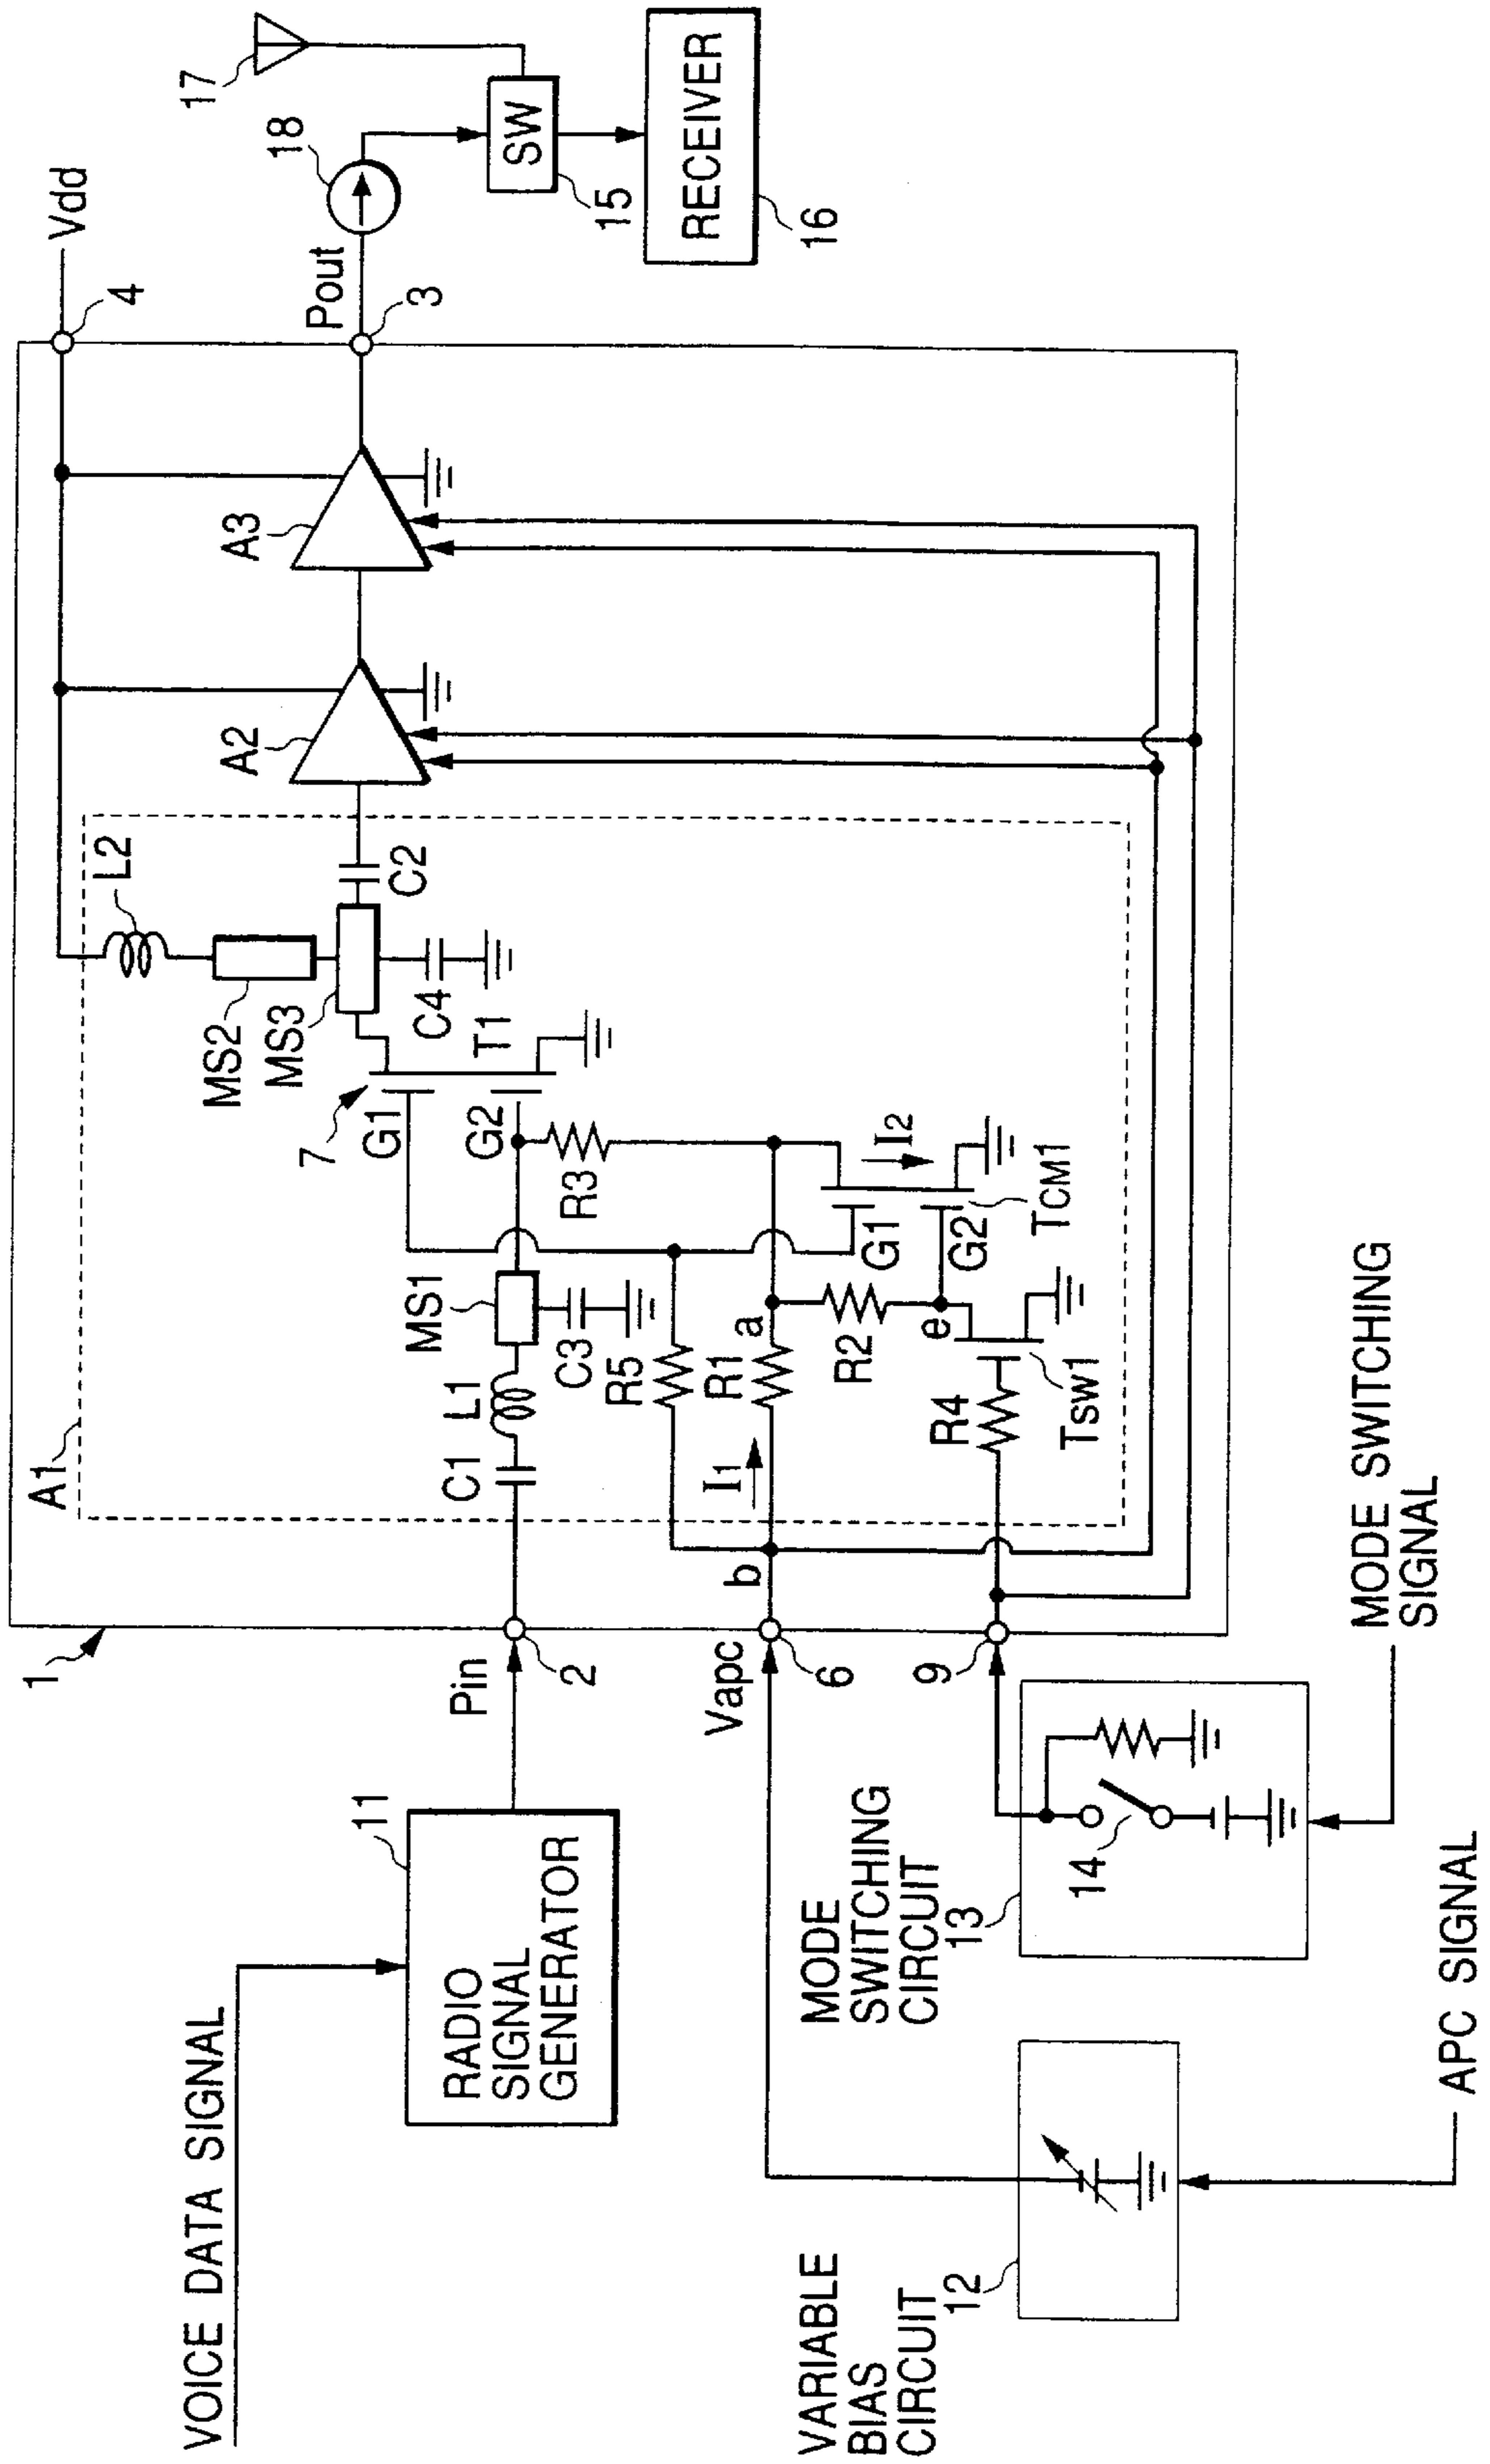 VOICE DATA SIGNAL
RADIO
SIGNAL
GENERATOR
11
Pin
2
1
A1
C1
L1
MS1
C3
R5
R1
I1
a
b
R2
e
R3
R4
TSW1
G1
G2
TCM1
I2
7
G1
G2
T1
MS2
MS3
L2
C4
C2
A2
A3
Vdd
4
Pout
3
18
17
SW
15
RECEIVER
16
Vapc
6
9
VARIABLE
BIAS
CIRCUIT
12
MODE
SWITCHING
CIRCUIT
13
14
APC SIGNAL
MODE SWITCHING
SIGNAL